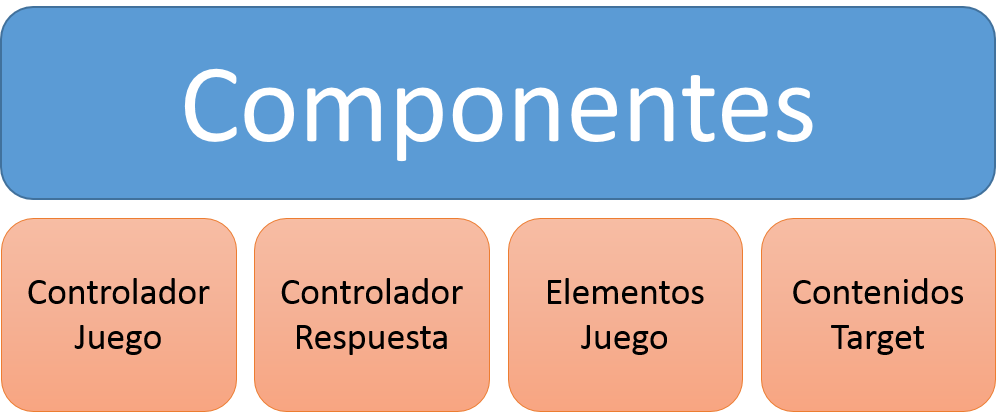 Componentes
Controlador
Juego
Controlador
Respuesta
Elementos
Juego
Contenidos
Target